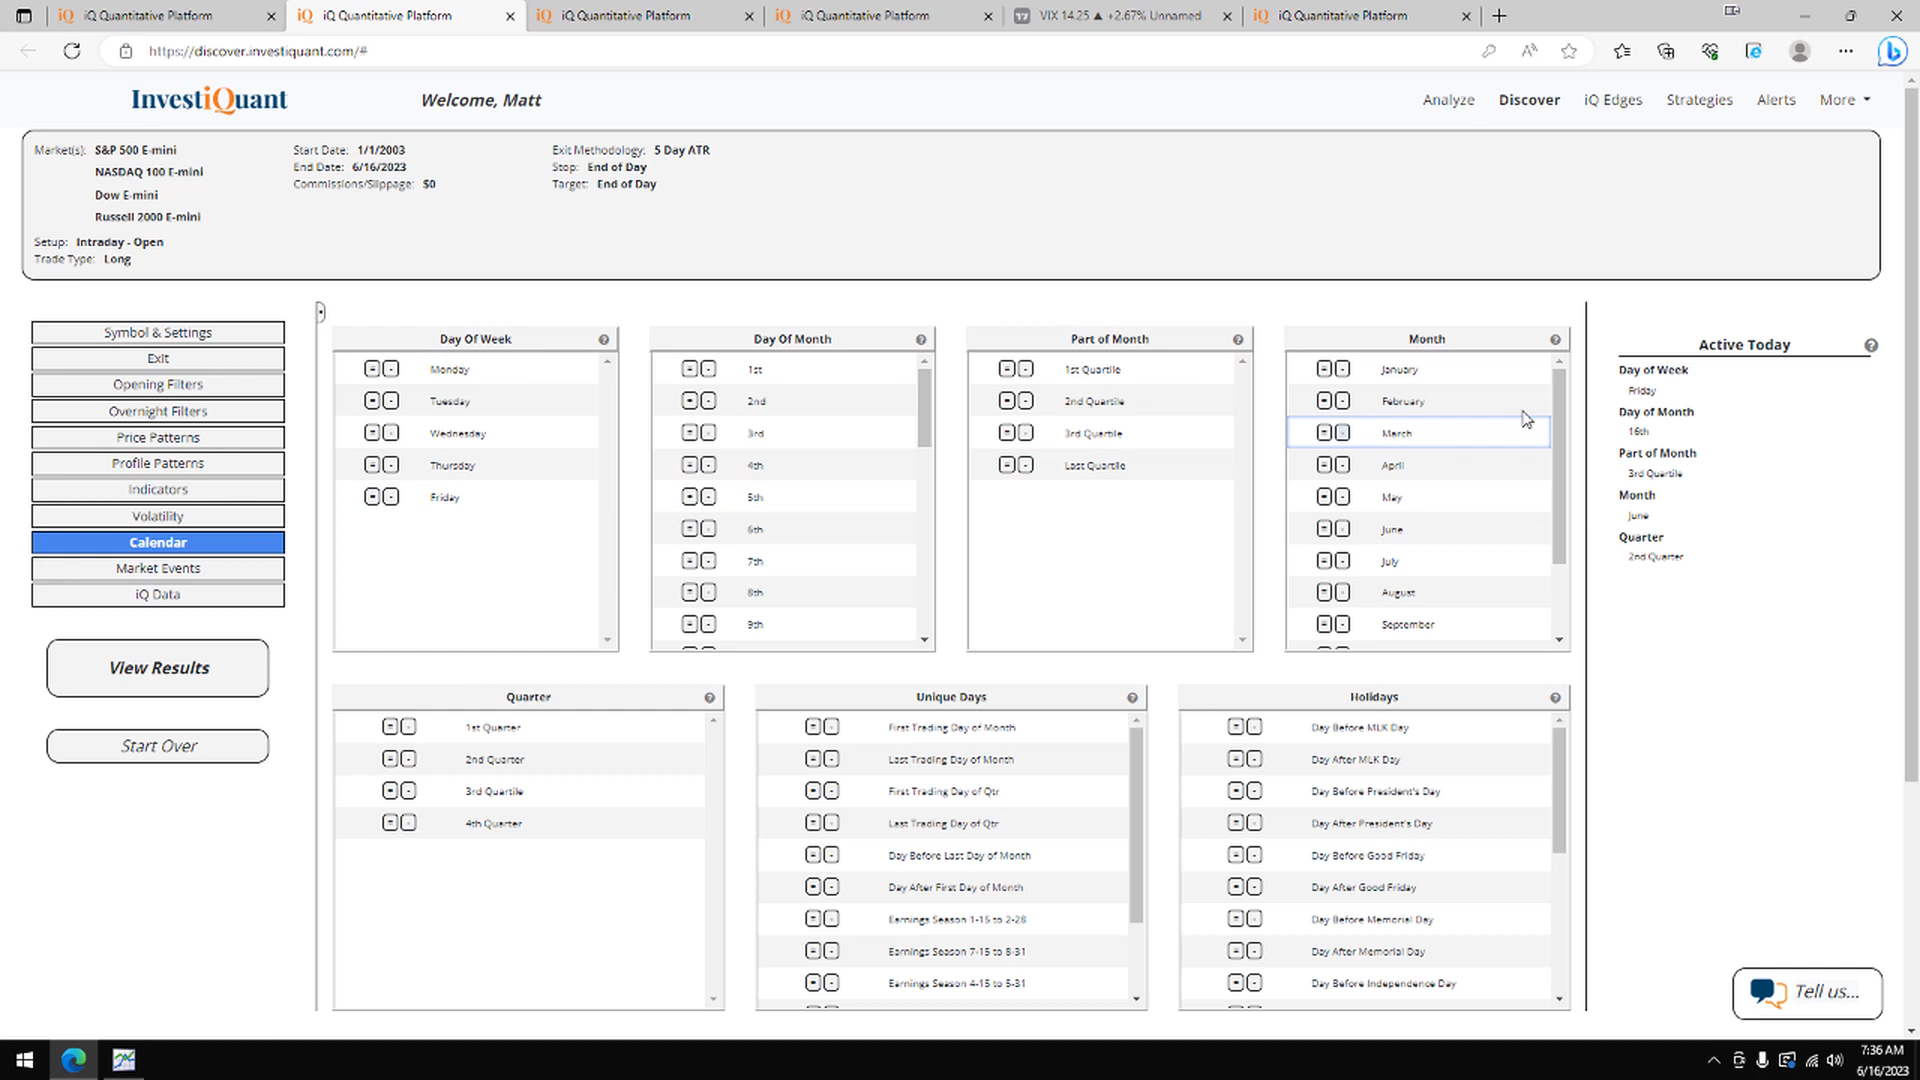 iQ Quantitative Platform
iQ Quantitative Platform
iQ Quantitative Platform
iQ Quantitative Platform
VIX 14.25 ▲ +2.67% Unnamed
iQ Quantitative Platform
https://discover.investiquant.com/#
InvestiQuant
Welcome, Matt
Analyze
Discover
iQ Edges
Strategies
Alerts
More
Market(s): S&P 500 E-mini
NASDAQ 100 E-mini
Dow E-mini
Russell 2000 E-mini
Setup: Intraday - Open
Trade Type: Long
Start Date: 1/1/2003
End Date: 6/16/2023
Commissions/Slippage: $0
Exit Methodology: 5 Day ATR
Stop: End of Day
Target: End of Day
Symbol & Settings
Exit
Opening Filters
Overnight Filters
Price Patterns
Profile Patterns
Indicators
Volatility
Calendar
Market Events
iQ Data
View Results
Start Over
Day Of Week
Monday
Tuesday
Wednesday
Thursday
Friday
Day Of Month
1st
2nd
3rd
4th
5th
6th
7th
8th
9th
Part of Month
1st Quartile
2nd Quartile
3rd Quartile
Last Quartile
Month
January
February
March
April
May
June
July
August
September
Quarter
1st Quarter
2nd Quarter
3rd Quartile
4th Quarter
Unique Days
First Trading Day of Month
Last Trading Day of Month
First Trading Day of Qtr
Last Trading Day of Qtr
Day Before Last Day of Month
Day After First Day of Month
Earnings Season 1-15 to 2-28
Earnings Season 7-15 to 8-31
Earnings Season 4-15 to 5-31
Holidays
Day Before MLK Day
Day After MLK Day
Day Before President's Day
Day After President's Day
Day Before Good Friday
Day After Good Friday
Day Before Memorial Day
Day After Memorial Day
Day Before Independence Day
Active Today
Day of Week
Friday
Day of Month
16th
Part of Month
3rd Quartile
Month
June
Quarter
2nd Quarter
Tell us...
7:36 AM
6/16/2023